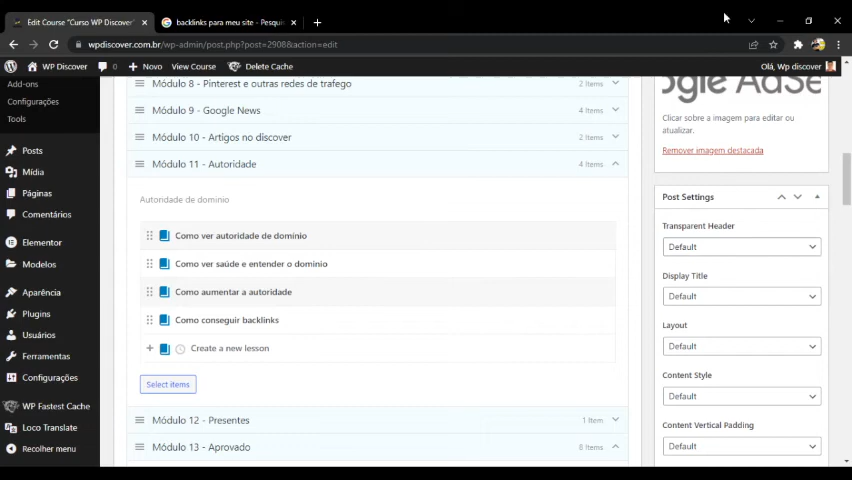 Edit Course "Curso WP Discover"
backlinks para meu site - Pesqui
wpdiscover.com.br/wp-admin/post.php?post=2908&action=edit
WP Discover 0 Novo View Course Delete Cache Olá, Wp discover
Add-ons
Configurações
Tools
Posts
Mídia
Páginas
Comentários
Elementor
Modelos
Aparência
Plugins
Usuários
Ferramentas
Configurações
WP Fastest Cache
Loco Translate
Recolher menu
Módulo 8 - Pinterest e outras redes de trafego 2 Items
Módulo 9 - Google News 4 Items
Módulo 10 - Artigos no discover 2 Items
Módulo 11 - Autoridade 4 Items
Autoridade de dominio
Como ver autoridade de domínio
Como ver saúde e entender o dominio
Como aumentar a autoridade
Como conseguir backlinks
Create a new lesson
Select items
Módulo 12 - Presentes 1 Item
Módulo 13 - Aprovado 8 Items
Clicar sobre a imagem para editar ou
atualizar.
Remover imagem destacada
Post Settings
Transparent Header
Default
Display Title
Default
Layout
Default
Content Style
Default
Content Vertical Padding
Default